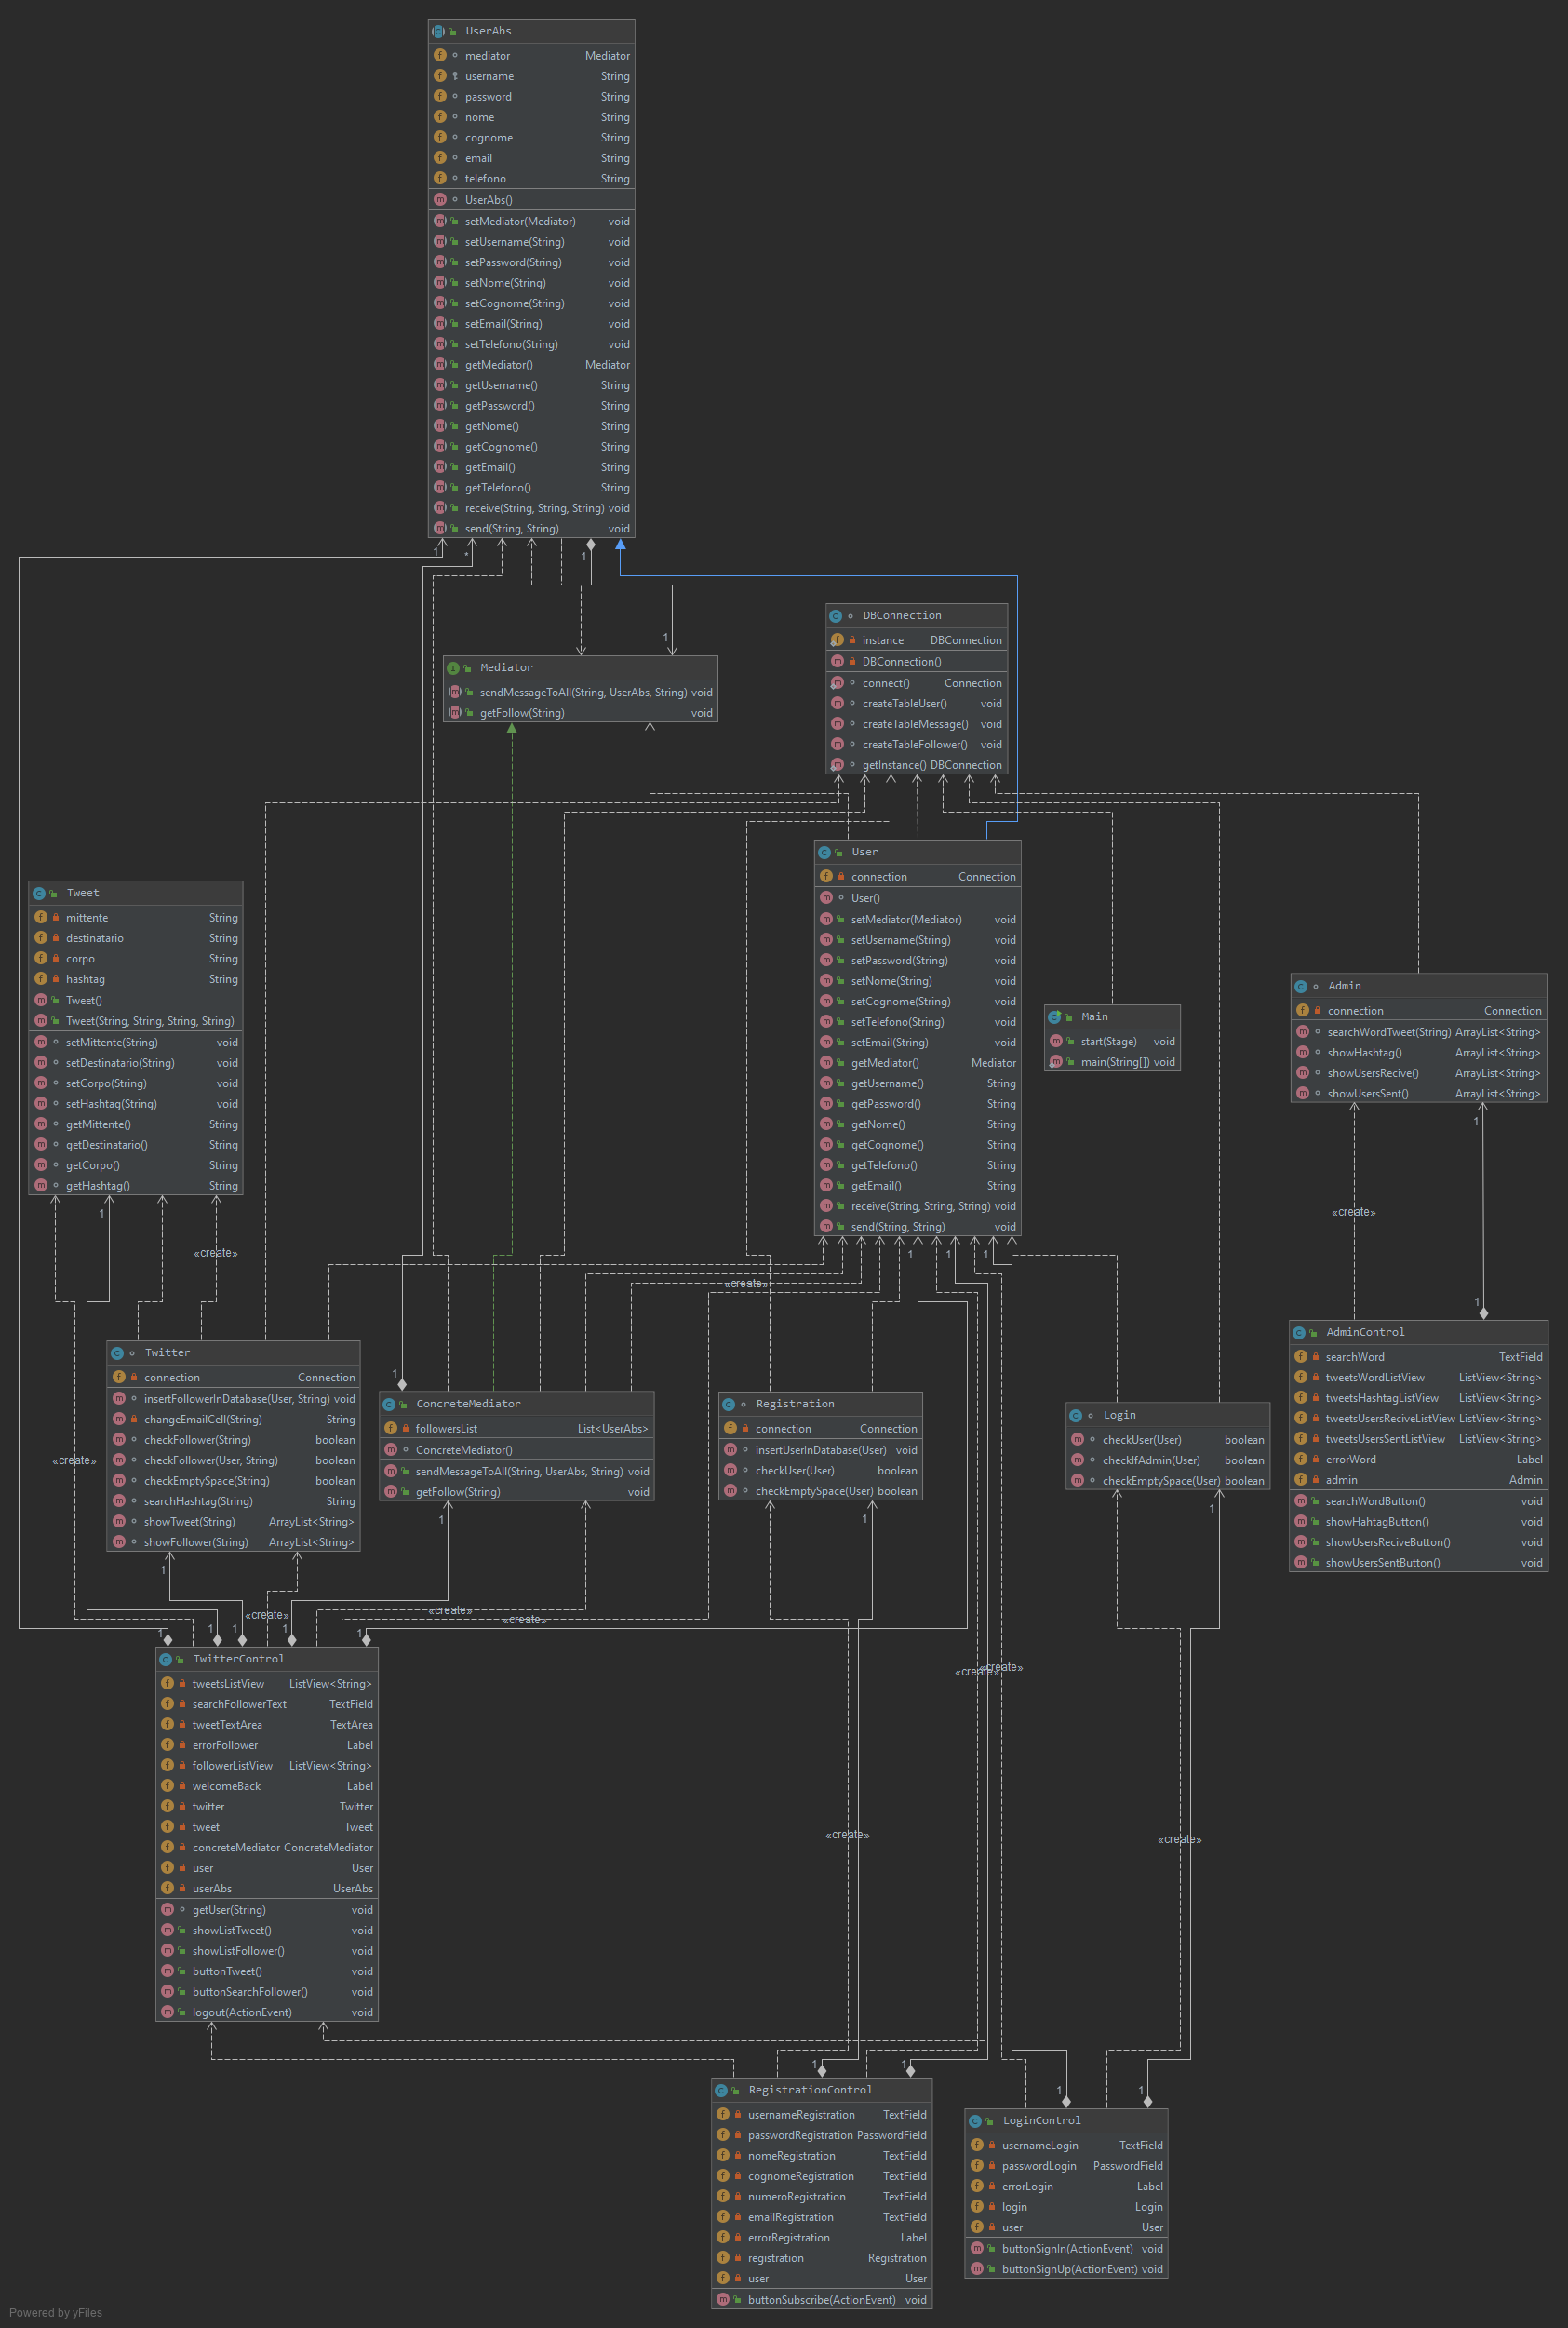 UserAbs
mediator Mediator
username String
password String
nome String
cognome String
email String
telefono String
UserAbs()
setMediator(Mediator) void
setUsername(String) void
setPassword(String) void
setNome(String) void
setCognome(String) void
setEmail(String) void
setTelefono(String) void
getMediator() Mediator
getUsername() String
getPassword() String
getNome() String
getCognome() String
getEmail() String
getTelefono() String
receive(String, String, String) void
send(String, String) void
1
*
1
1
Mediator
sendMessageToAll(String, UserAbs, String) void
getFollow(String) void
DBConnection
instance DBConnection
DBConnection()
connect() Connection
createTableUser() void
createTableMessage() void
createTableFollower() void
getInstance() DBConnection
User
connection Connection
User()
setMediator(Mediator) void
setUsername(String) void
setPassword(String) void
setNome(String) void
setCognome(String) void
setTelefono(String) void
setEmail(String) void
getMediator() Mediator
getUsername() String
getPassword() String
getNome() String
getCognome() String
getTelefono() String
getEmail() String
receive(String, String, String) void
send(String, String) void
1
1
1
Tweet
mittente String
destinatario String
corpo String
hashtag String
Tweet()
Tweet(String, String, String, String)
setMittente(String) void
setDestinatario(String) void
setCorpo(String) void
setHashtag(String) void
getMittente() String
getDestinatario() String
getCorpo() String
getHashtag() String
1
«create»
Main
start(Stage) void
main(String[]) void
Admin
connection Connection
searchWordTweet(String) ArrayList<String>
showHashtag() ArrayList<String>
showUsersRecive() ArrayList<String>
showUsersSent() ArrayList<String>
1
«create»
1
«create»
Twitter
connection Connection
insertFollowerInDatabase(User, String) void
changeEmailCell(String) String
checkFollower(String) boolean
checkFollower(User, String) boolean
checkEmptySpace(String) boolean
searchHashtag(String) String
showTweet(String) ArrayList<String>
showFollower(String) ArrayList<String>
1
«create»
1
ConcreteMediator
followersList List<UserAbs>
ConcreteMediator()
sendMessageToAll(String, UserAbs, String) void
getFollow(String) void
1
Registration
connection Connection
insertUserInDatabase(User) void
checkUser(User) boolean
checkEmptySpace(User) boolean
1
Login
checkUser(User) boolean
checkIfAdmin(User) boolean
checkEmptySpace(User) boolean
1
AdminControl
searchWord TextField
tweetsWordListView ListView<String>
tweetsHashtagListView ListView<String>
tweetsUsersReciveListView ListView<String>
tweetsUsersSentListView ListView<String>
errorWord Label
admin Admin
searchWordButton() void
showHahtagButton() void
showUsersReciveButton() void
showUsersSentButton() void
«create»
«create»
«create»
1
1
1
1
1
TwitterControl
tweetsListView ListView<String>
searchFollowerText TextField
tweetTextArea TextArea
errorFollower Label
followerListView ListView<String>
welcomeBack Label
twitter Twitter
tweet Tweet
concreteMediator ConcreteMediator
user User
userAbs UserAbs
getUser(String) void
showListTweet() void
showListFollower() void
buttonTweet() void
buttonSearchFollower() void
logout(ActionEvent) void
«create»
«create»
«create»
«create»
1
1
1
1
RegistrationControl
usernameRegistration TextField
passwordRegistration PasswordField
nomeRegistration TextField
cognomeRegistration TextField
numeroRegistration TextField
emailRegistration TextField
errorRegistration Label
registration Registration
user User
buttonSubscribe(ActionEvent) void
LoginControl
usernameLogin TextField
passwordLogin PasswordField
errorLogin Label
login Login
user User
buttonSignIn(ActionEvent) void
buttonSignUp(ActionEvent) void
Powered by yFiles